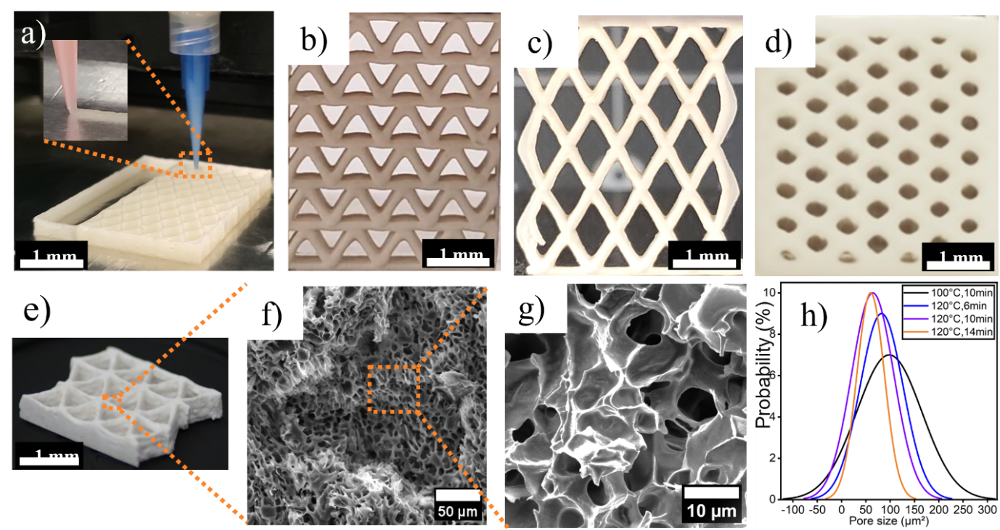 a)
b)
c)
d)
1 mm
1 mm
1 mm
1 mm
e)
f)
g)
h)
1 mm
50 µm
10 µm
100°C,10min
120°C,6min
120°C,10min
120°C,14min
Probability (%)
10
8
6
4
2
0
-100 -50 0 50 100 150 200 250 300
Pore size (µm²)